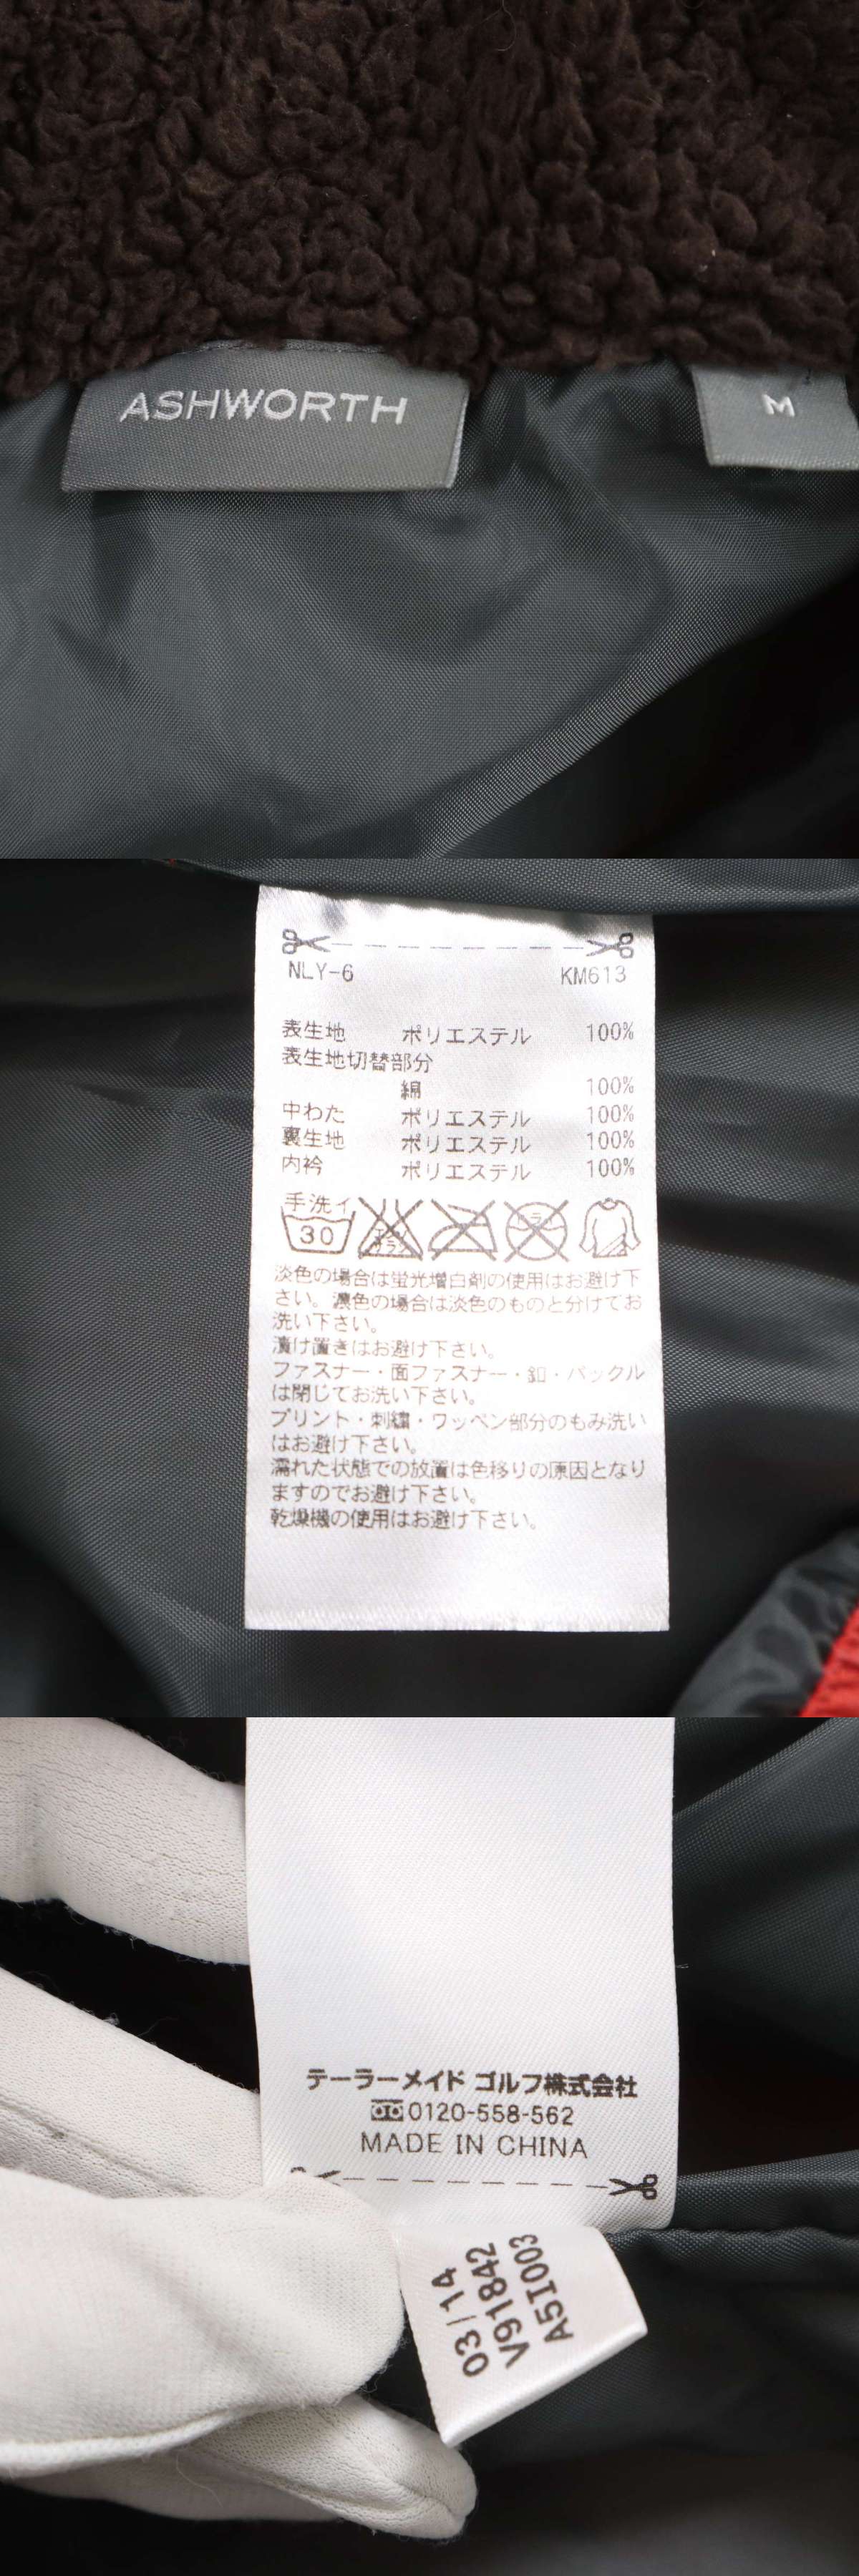 ASHWORTH
M
NLY-6 KM613
表生地 ポリエステル 100%
表生地切替部分
綿 100%
中わた ポリエステル 100%
裏生地 ポリエステル 100%
内衿 ポリエステル 100%
手洗イ
30
エンソサラシ
ドライ
淡色の場合は蛍光増白剤の使用はお避け下
さい。濃色の場合は淡色のものと分けてお
洗い下さい。
漬け置きはお避け下さい。
ファスナー・面ファスナー・釦・バックル
は閉じてお洗い下さい。
プリント・刺繍・ワッペン部分のもみ洗い
はお避け下さい。
濡れた状態での放置は色移りの原因となり
ますのでお避け下さい。
乾燥機の使用はお避け下さい。
テーラーメイド ゴルフ株式会社
0120-558-562
MADE IN CHINA
03/14
V91842
A5I003